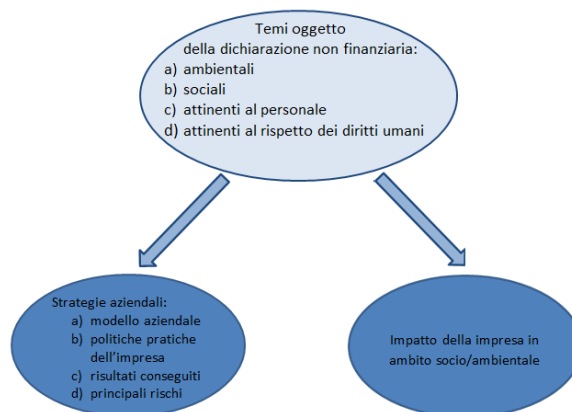 Temi oggetto
della dichiarazione non finanziaria:
a) ambientali
b) sociali
c) attinenti al personale
d) attinenti al rispetto dei diritti umani
Strategie aziendali:
a) modello aziendale
b) politiche pratiche
dell'impresa
c) risultati conseguiti
d) principali rischi
Impatto della impresa in
ambito socio/ambientale